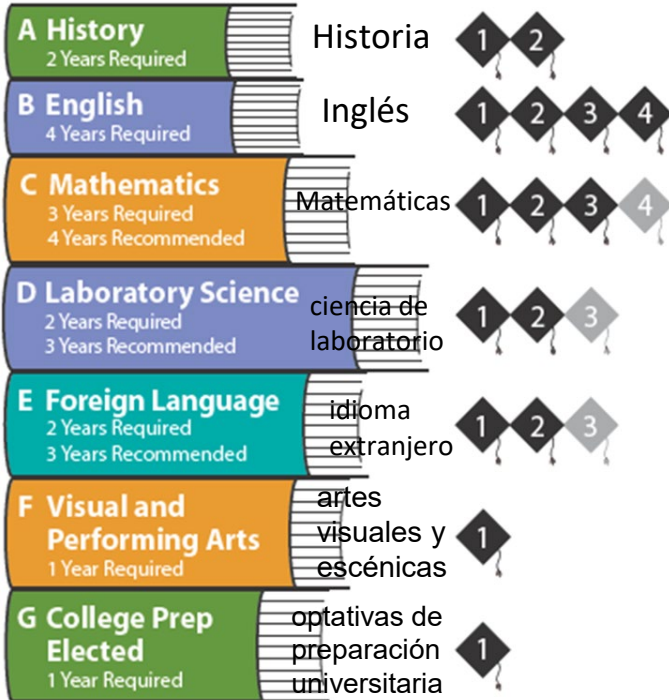 A History
2 Years Required
Historia
1 2
B English
4 Years Required
Inglés
1 2 3 4
C Mathematics
3 Years Required
4 Years Recommended
Matemáticas
1 2 3 4
D Laboratory Science
2 Years Required
3 Years Recommended
ciencia de
laboratorio
1 2 3
E Foreign Language
2 Years Required
3 Years Recommended
idioma
extranjero
1 2 3
F Visual and
Performing Arts
1 Year Required
artes
visuales y
escénicas
1
G College Prep
Elected
1 Year Required
optativas de
preparación
universitaria
1